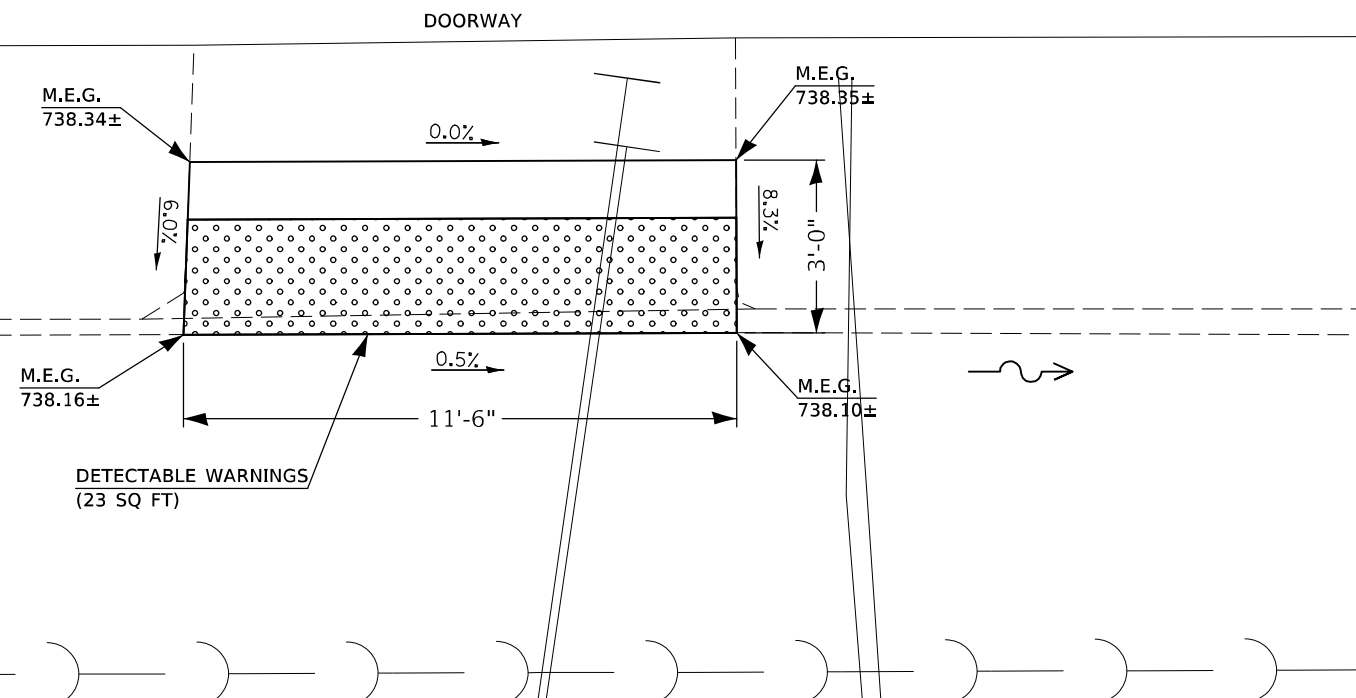 DOORWAY
M.E.G.
738.34±
M.E.G.
738.35±
0.0%
6.0%
8.3%
3'-0"
0.5%
M.E.G.
738.16±
M.E.G.
738.10±
11'-6"
DETECTABLE WARNINGS
(23 SQ FT)